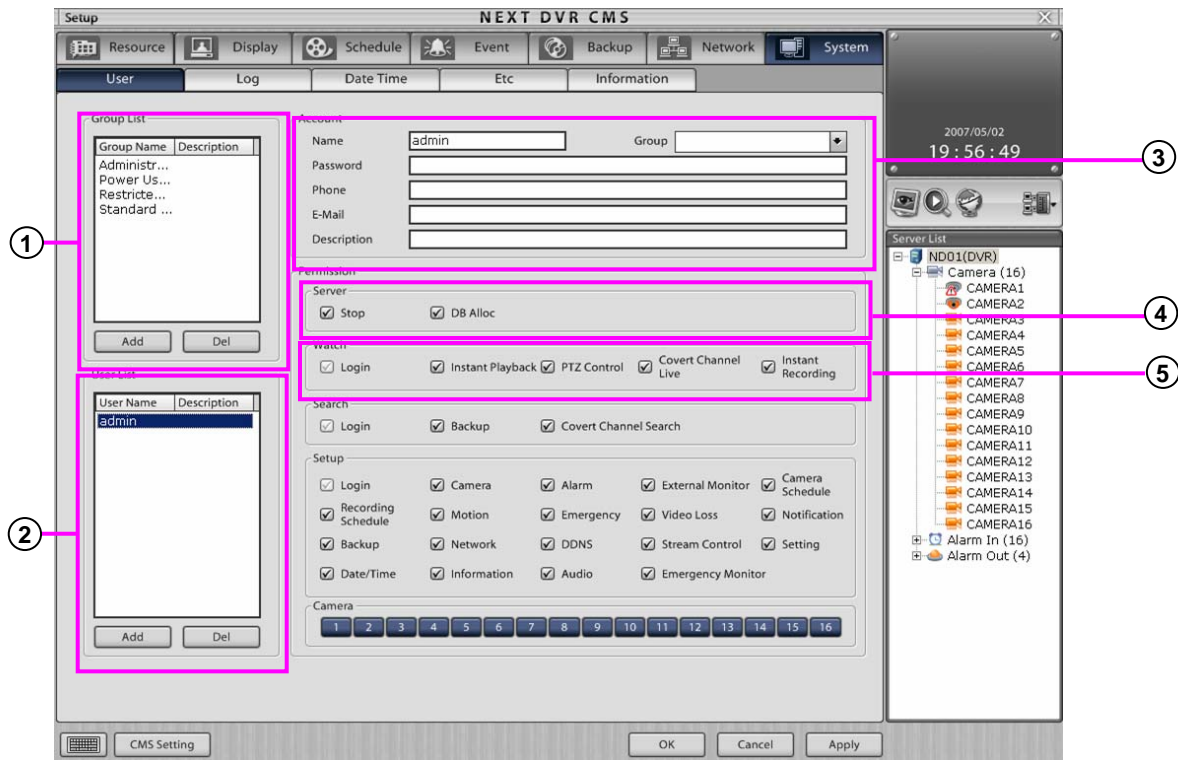 Setup NEXT DVR CMS
Resource Display Schedule Event Backup Network System
User Log Date Time Etc Information
Group List
Group Name Description
Administr...
Power Us...
Restricte...
Standard ...
Add Del
1
User List
User Name Description
admin
Add Del
2
Account
Name admin Group
Password
Phone
E-Mail
Description
3
Permission
Server
Stop DB Alloc
4
Watch
Login Instant Playback PTZ Control Covert Channel Live Instant Recording
5
Search
Login Backup Covert Channel Search
Setup
Login Camera Alarm External Monitor Camera Schedule
Recording Schedule Motion Emergency Video Loss Notification
Backup Network DDNS Stream Control Setting
Date/Time Information Audio Emergency Monitor
Camera
1 2 3 4 5 6 7 8 9 10 11 12 13 14 15 16
2007/05/02
19:56:49
Server List
ND01(DVR)
Camera (16)
CAMERA1
CAMERA2
CAMERA3
CAMERA4
CAMERA5
CAMERA6
CAMERA7
CAMERA8
CAMERA9
CAMERA10
CAMERA11
CAMERA12
CAMERA13
CAMERA14
CAMERA15
CAMERA16
Alarm In (16)
Alarm Out (4)
CMS Setting OK Cancel Apply